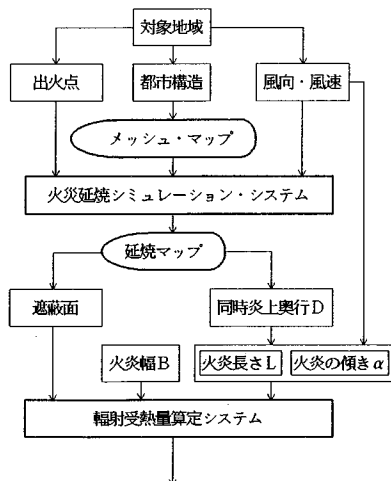 対象地域
出火点
都市構造
風向・風速
メッシュ・マップ
火災延焼シミュレーション・システム
延焼マップ
遮蔽面
同時炎上奥行D
火炎幅B
火炎長さL
火炎の傾きα
輻射受熱量算定システム